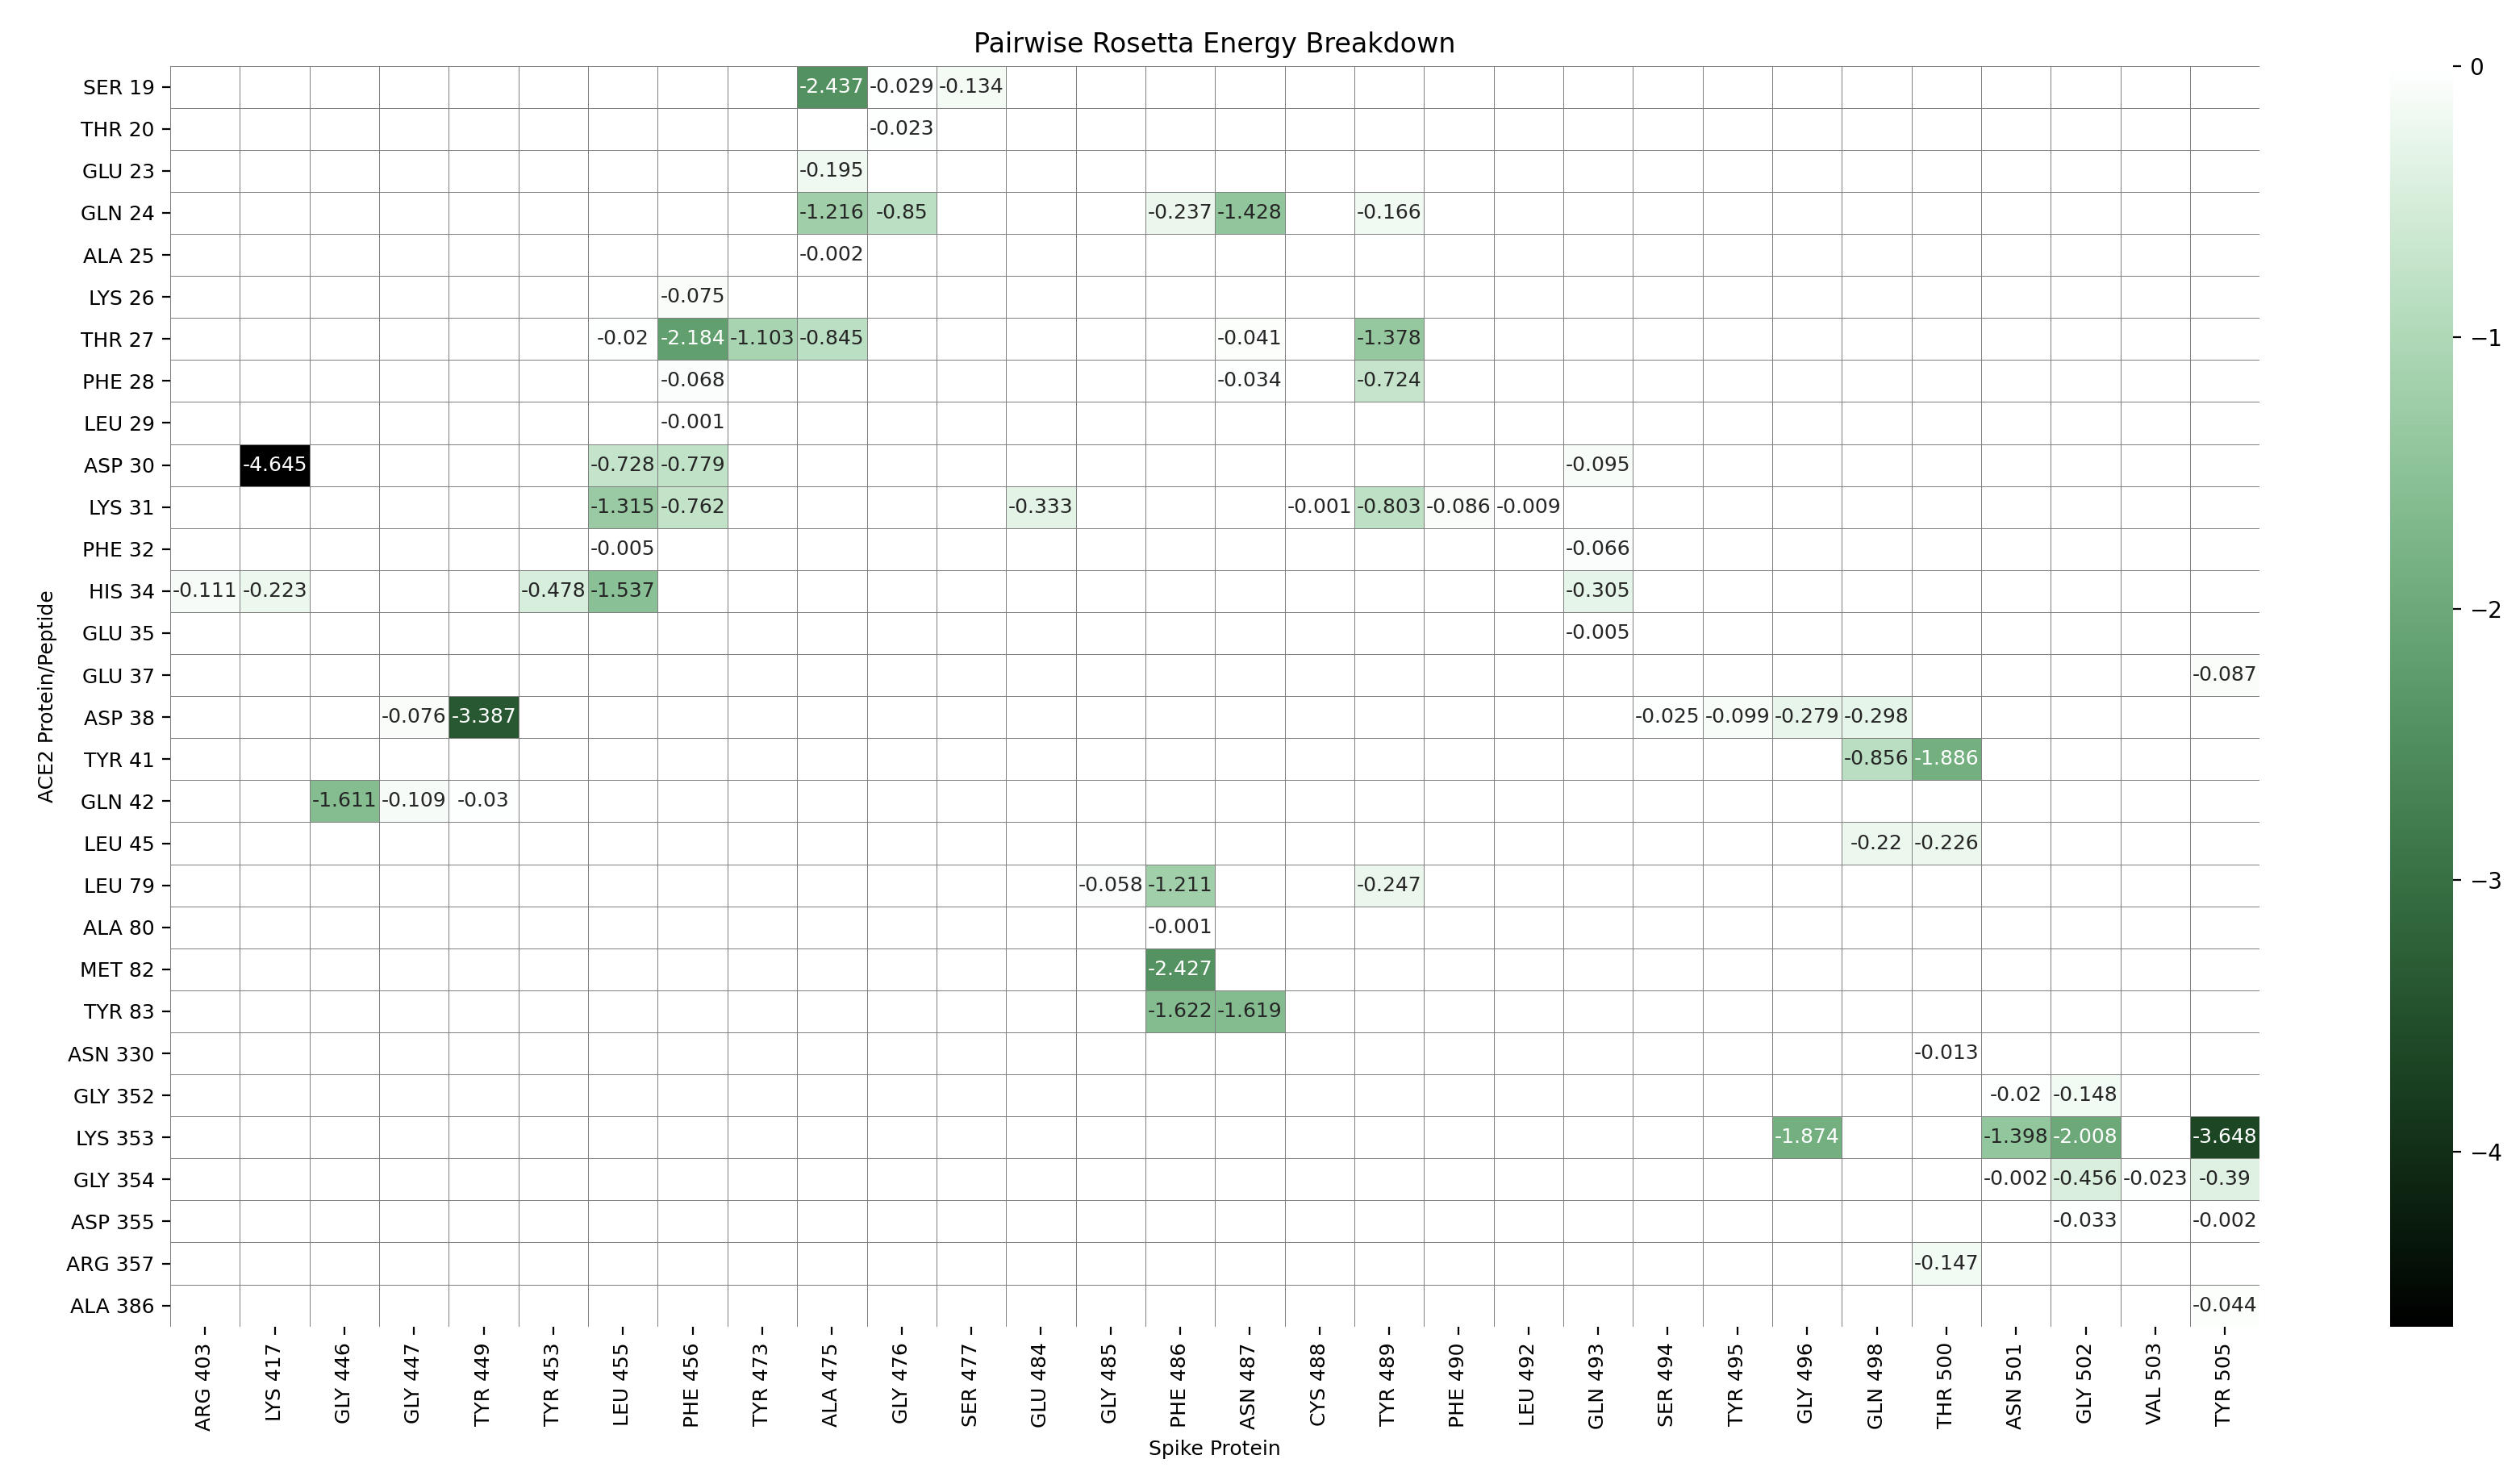 Pairwise Rosetta Energy Breakdown
SER 19 -2.437 -0.029 -0.134
THR 20 -0.023
GLU 23 -0.195
GLN 24 -1.216 -0.85 -0.237 -1.428 -0.166
ALA 25 -0.002
LYS 26 -0.075
THR 27 -0.02 -2.184 -1.103 -0.845 -0.041 -1.378
PHE 28 -0.068 -0.034 -0.724
LEU 29 -0.001
ASP 30 -4.645 -0.728 -0.779 -0.095
LYS 31 -1.315 -0.762 -0.333 -0.001 -0.803 -0.086 -0.009
PHE 32 -0.005 -0.066
HIS 34 -0.111 -0.223 -0.478 -1.537 -0.305
GLU 35 -0.005
GLU 37 -0.087
ASP 38 -0.076 -3.387 -0.025 -0.099 -0.279 -0.298
TYR 41 -0.856 -1.886
GLN 42 -1.611 -0.109 -0.03
LEU 45 -0.22 -0.226
LEU 79 -0.058 -1.211 -0.247
ALA 80 -0.001
MET 82 -2.427
TYR 83 -1.622 -1.619
ASN 330 -0.013
GLY 352 -0.02 -0.148
LYS 353 -1.874 -1.398 -2.008 -3.648
GLY 354 -0.002 -0.456 -0.023 -0.39
ASP 355 -0.033 -0.002
ARG 357 -0.147
ALA 386 -0.044
ARG 403
LYS 417
GLY 446
GLY 447
TYR 449
TYR 453
LEU 455
PHE 456
TYR 473
ALA 475
GLY 476
SER 477
GLU 484
GLY 485
PHE 486
ASN 487
CYS 488
TYR 489
PHE 490
LEU 492
GLN 493
SER 494
TYR 495
GLY 496
GLN 498
THR 500
ASN 501
GLY 502
VAL 503
TYR 505
Spike Protein
ACE2 Protein/Peptide
0
−1
−2
−3
−4